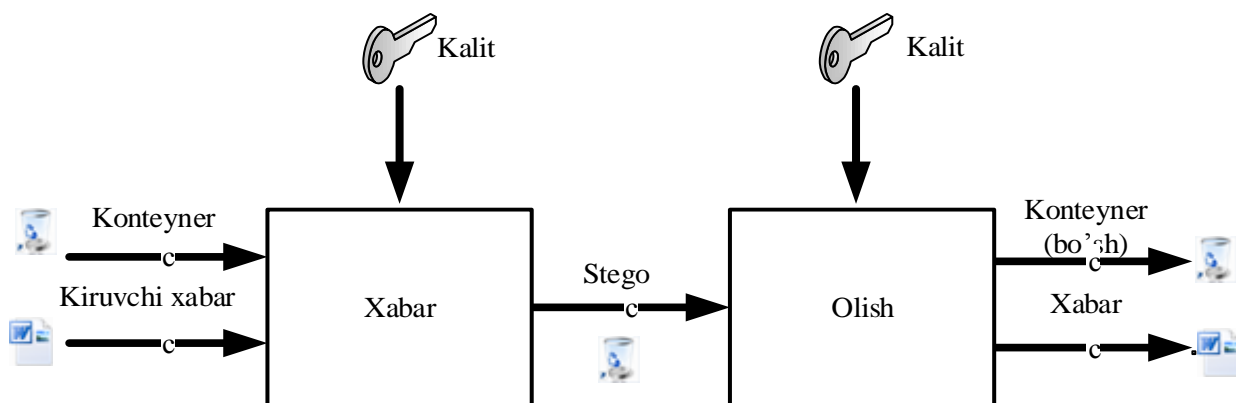 Kalit
Kalit
Konteyner
c
Kiruvchi xabar
c
Xabar
Stego
c
Olish
Konteyner
(bo’sh)
c
Xabar
c